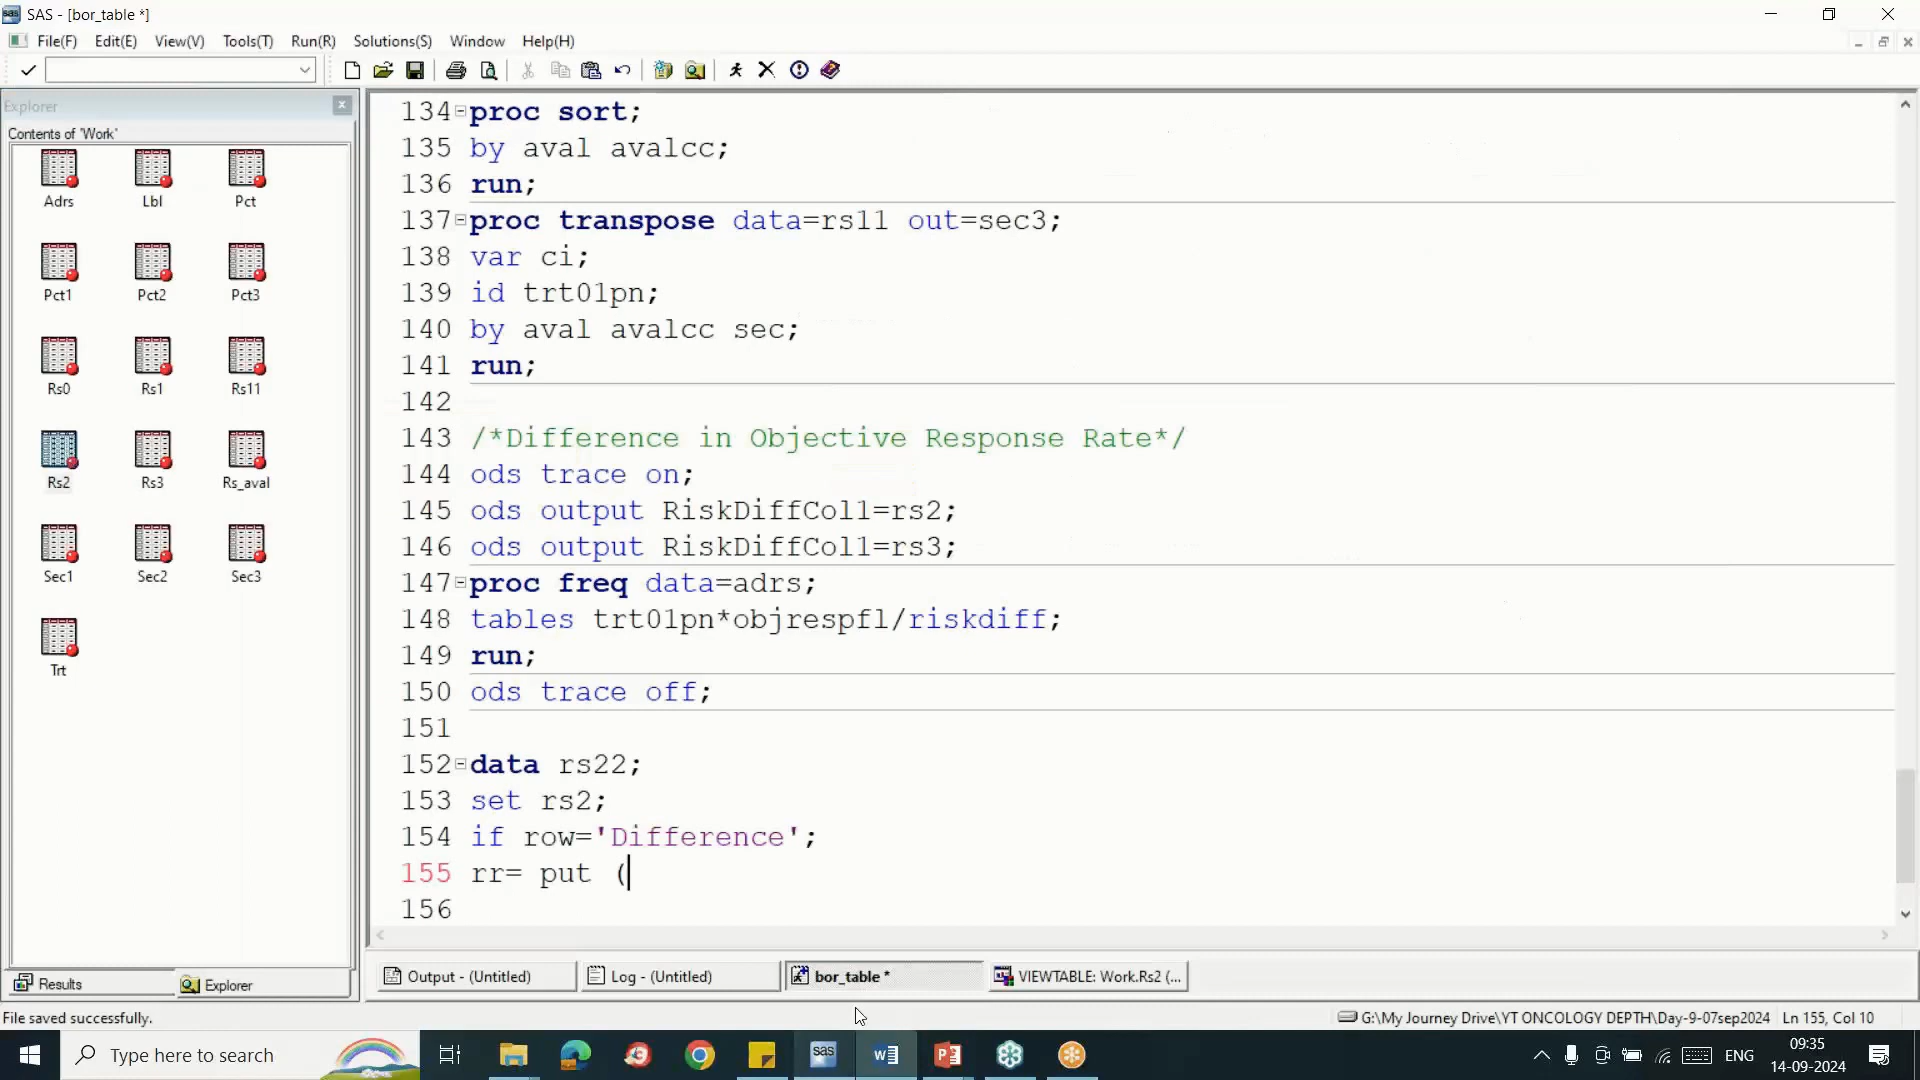 SAS - [bor_table *]
File(F) Edit(E) View(V) Tools(T) Run(R) Solutions(S) Window Help(H)
Explorer
Contents of 'Work'
Adrs Lbl Pct
Pct1 Pct2 Pct3
Rs0 Rs1 Rs11
Rs2 Rs3 Rs_aval
Sec1 Sec2 Sec3
Trt
134 proc sort;
135 by aval avalcc;
136 run;
137 proc transpose data=rs11 out=sec3;
138 var ci;
139 id trt01pn;
140 by aval avalcc sec;
141 run;
142
143 /*Difference in Objective Response Rate*/
144 ods trace on;
145 ods output RiskDiffCol1=rs2;
146 ods output RiskDiffCol1=rs3;
147 proc freq data=adrs;
148 tables trt01pn*objrespfl/riskdiff;
149 run;
150 ods trace off;
151
152 data rs22;
153 set rs2;
154 if row='Difference';
155 rr= put (
156
Results Explorer
Output - (Untitled) Log - (Untitled) bor_table * VIEWTABLE: Work.Rs2 (...
File saved successfully. G:\My Journey Drive\YT ONCOLOGY DEPTH\Day-9-07sep2024 Ln 155, Col 10
Type here to search ENG 09:35
14-09-2024